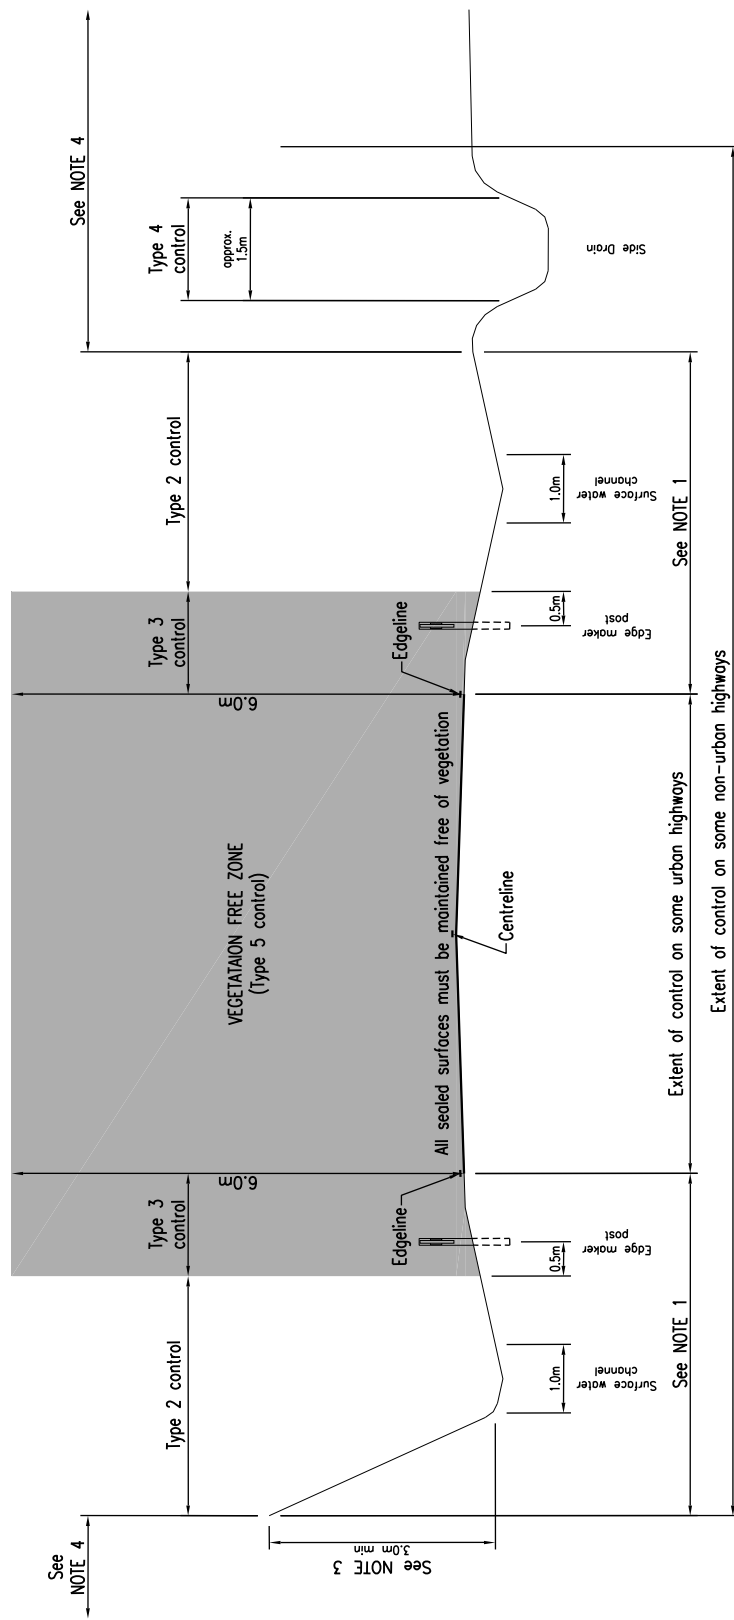 See
NOTE 4
See NOTE 4
Type 2 control
Type 3
control
Type 3
control
Type 2 control
Type 4
control
approx.
1.5m
6.0m
6.0m
VEGETATAION FREE ZONE
(Type 5 control)
See NOTE 3
3.0m min
Edgeline
All sealed surfaces must be maintained free of vegetation
Edgeline
Centreline
1.0m
Surface water
channel
0.5m
Edge maker
post
0.5m
Edge maker
post
1.0m
Surface water
channel
Side Drain
See NOTE 1
Extent of control on some urban highways
See NOTE 1
Extent of control on some non-urban highways